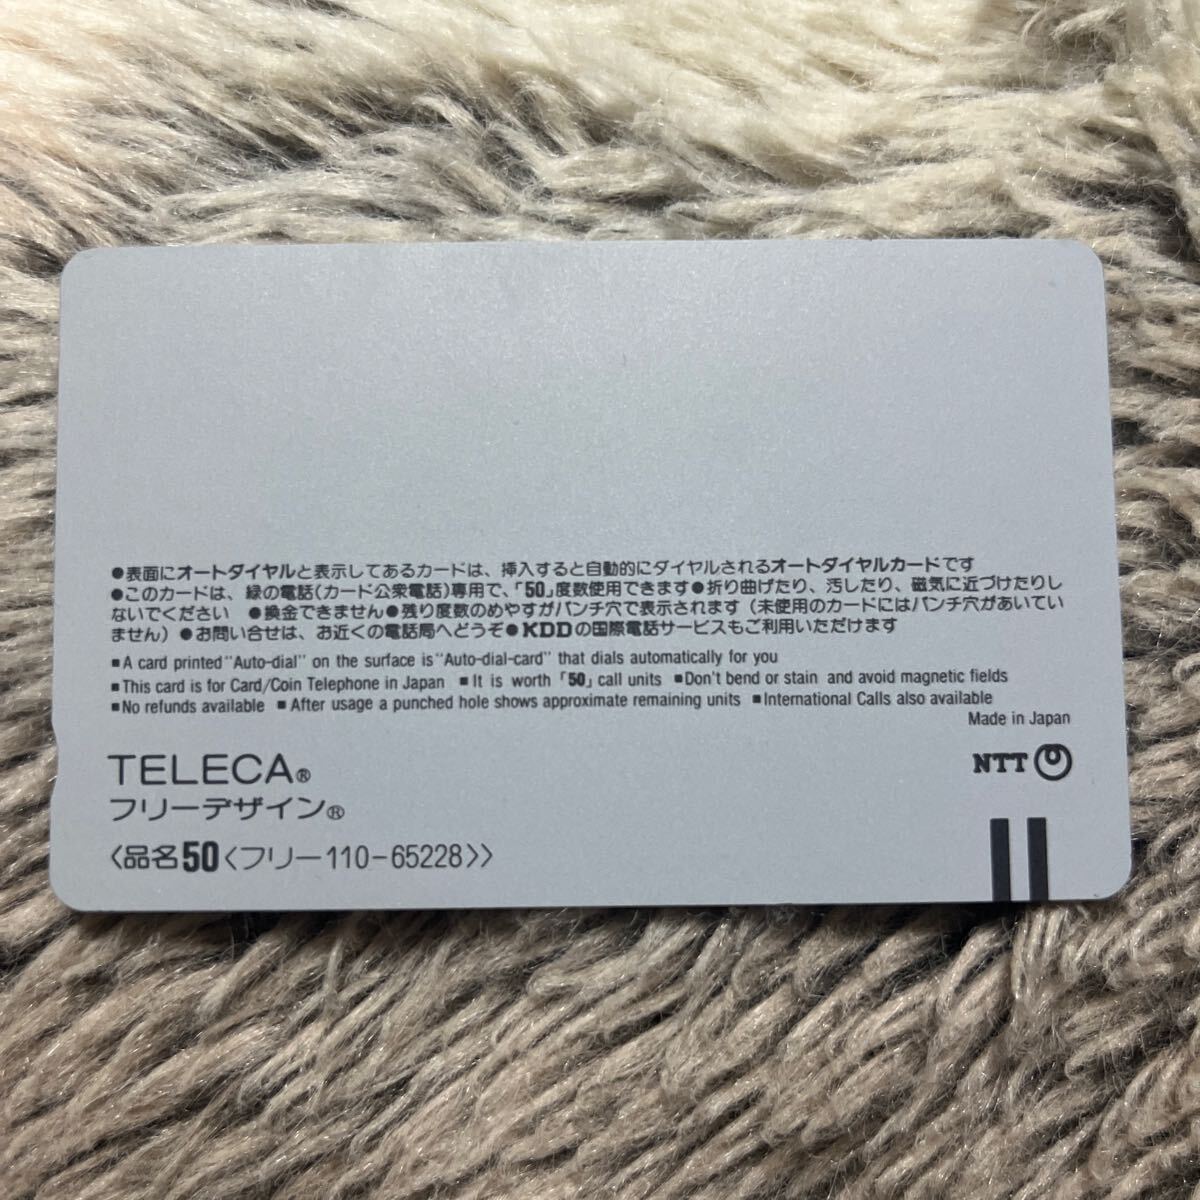 ●表面にオートダイヤルと表示してあるカードは、挿入すると自動的にダイヤルされるオートダイヤルカードです
●このカードは、緑の電話(カード公衆電話)専用で、「50」度数使用できます●折り曲げたり、汚したり、磁気に近づけたりし
ないでください ●換金できません●残り度数のめやすがパンチ穴で表示されます(未使用のカードにはパンチ穴があいてい
ません)●お問い合せは、お近くの電話局へどうぞ●KDDの国際電話サービスもご利用いただけます
■A card printed "Auto-dial" on the surface is "Auto-dial-card" that dials automatically for you
■This card is for Card/Coin Telephone in Japan ■It is worth 「50」 call units ■Don't bend or stain and avoid magnetic fields
■No refunds available ■After usage a punched hole shows approximate remaining units ■International Calls also available
Made in Japan
TELECA®
NTT
フリーデザイン®
〈品名50〈フリー110-65228〉〉